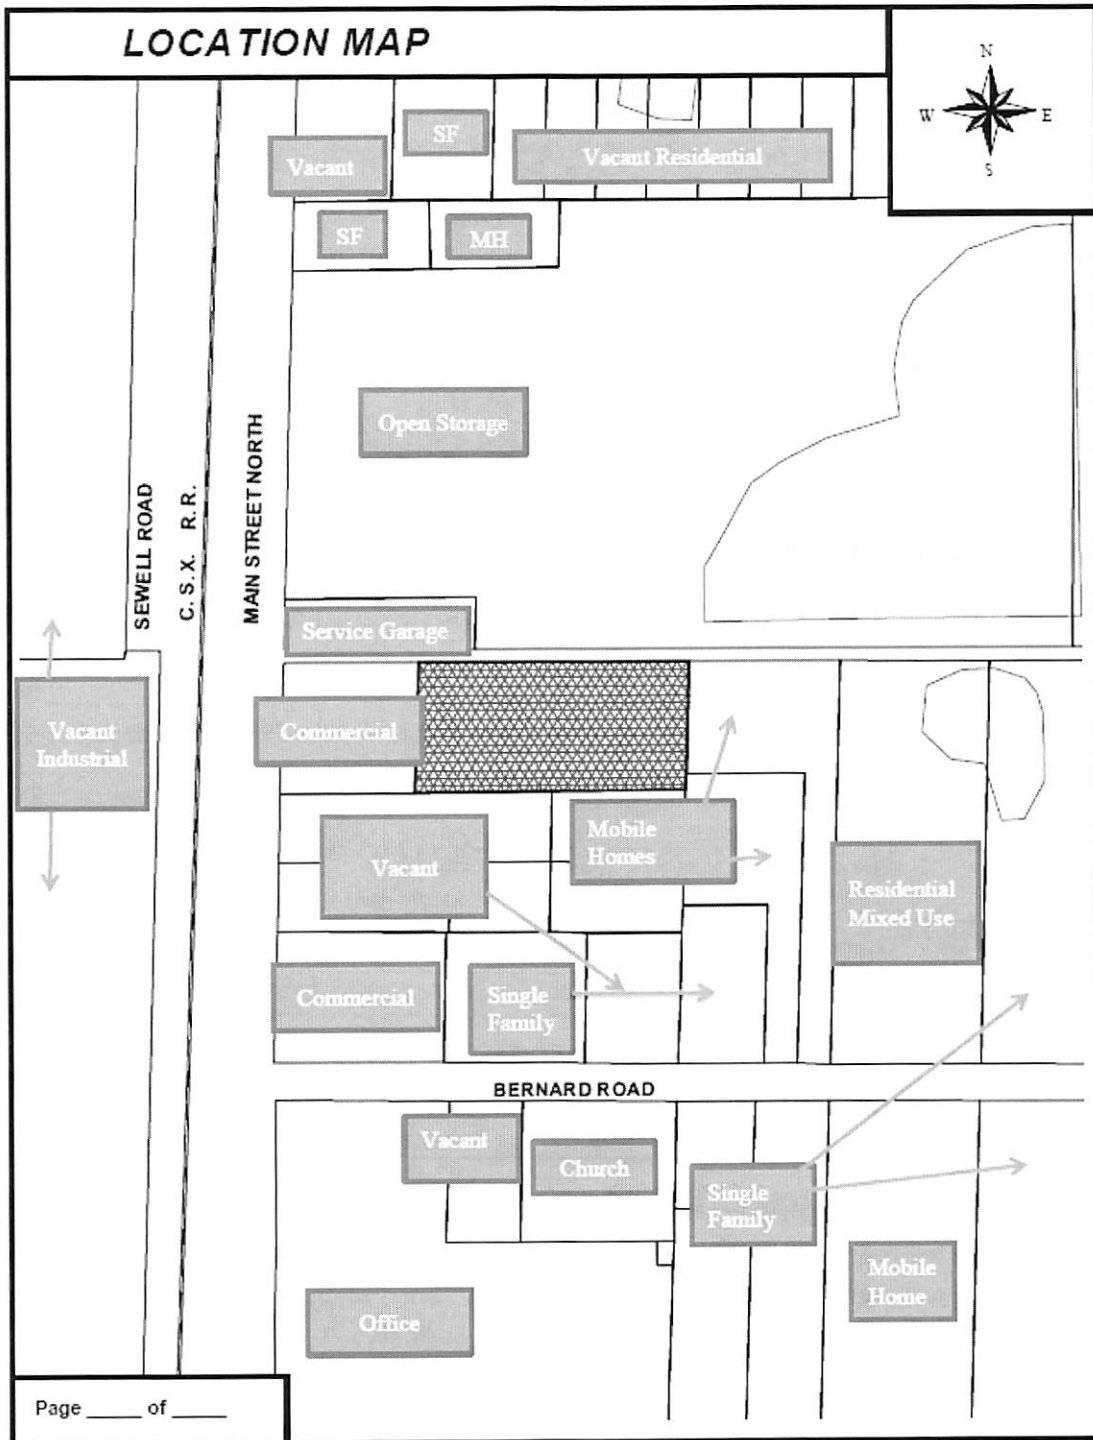 LOCATION MAP
N
W
E
S
SF
Vacant
Vacant Residential
SF
MH
Open Storage
SEWELL ROAD
C. S. X. R. R.
MAIN STREET NORTH
Service Garage
Vacant
Industrial
Commercial
Mobile
Homes
Vacant
Residential
Mixed Use
Commercial
Single
Family
BERNARD ROAD
Vacant
Church
Single
Family
Mobile
Home
Office
Page _____ of _____